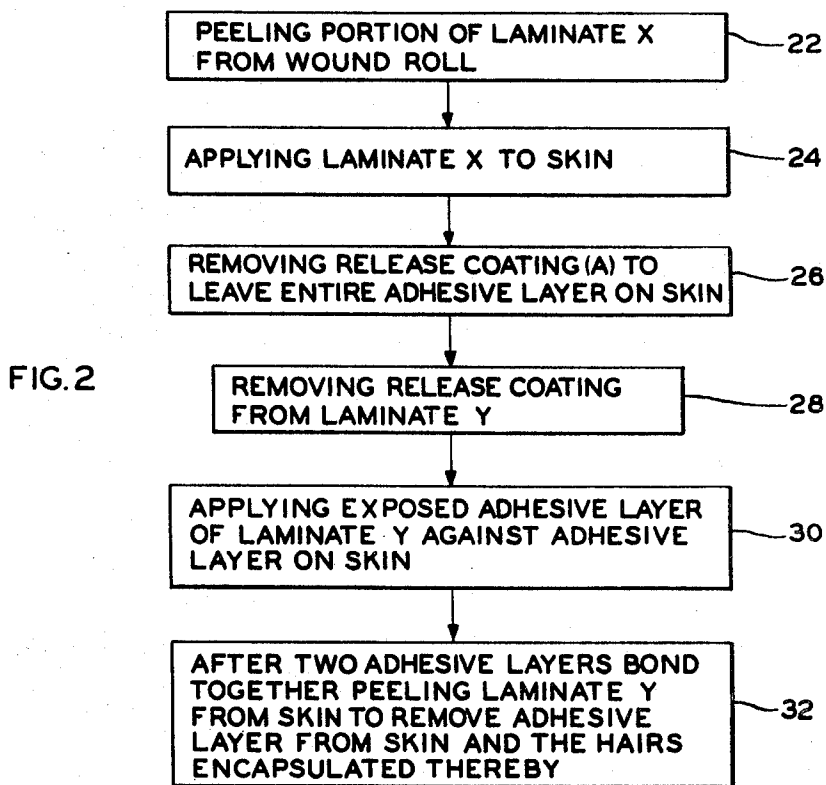 PEELING PORTION OF LAMINATE X
FROM WOUND ROLL
22
APPLYING LAMINATE X TO SKIN
24
REMOVING RELEASE COATING (A) TO
LEAVE ENTIRE ADHESIVE LAYER ON SKIN
26
FIG. 2
REMOVING RELEASE COATING
FROM LAMINATE Y
28
APPLYING EXPOSED ADHESIVE LAYER
OF LAMINATE Y AGAINST ADHESIVE
LAYER ON SKIN
30
AFTER TWO ADHESIVE LAYERS BOND
TOGETHER PEELING LAMINATE Y
FROM SKIN TO REMOVE ADHESIVE
LAYER FROM SKIN AND THE HAIRS
ENCAPSULATED THEREBY
32